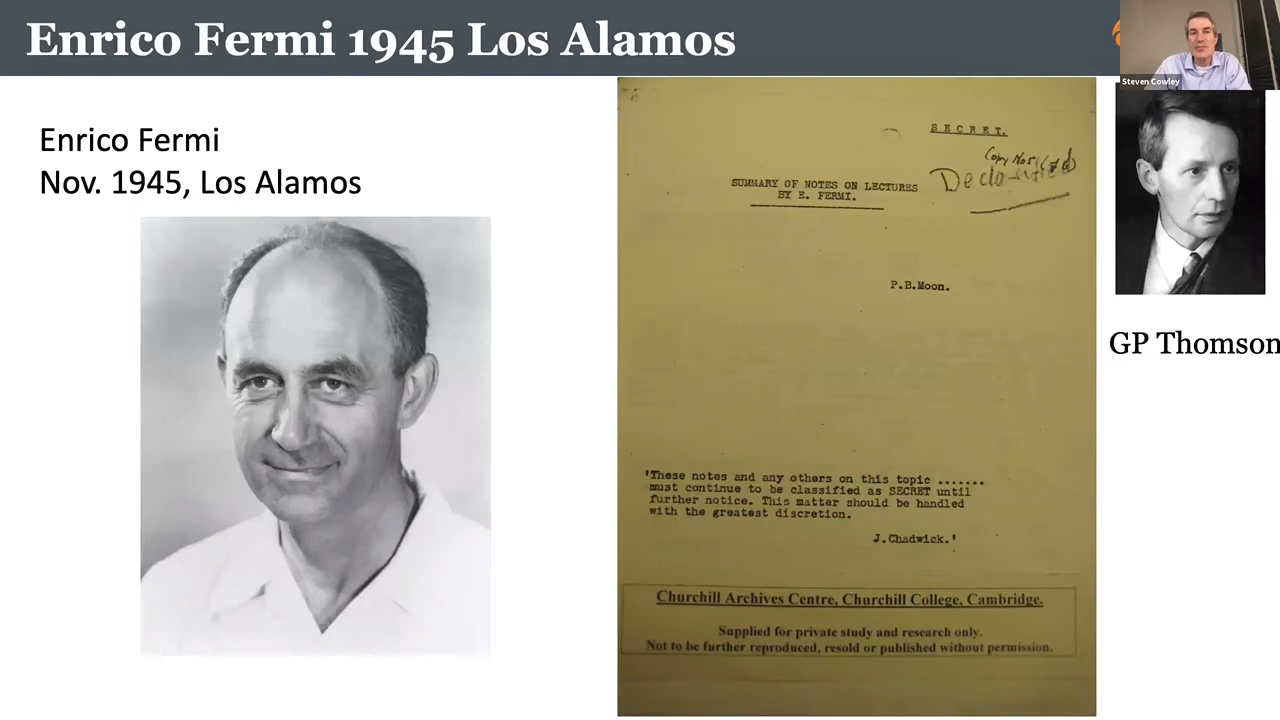 Enrico Fermi 1945 Los Alamos
Steven Cowley
Enrico Fermi
Nov. 1945, Los Alamos
SECRET.
Declassified
SUMMARY OF NOTES ON LECTURES
BY E. FERMI.
P.B.Moon.
'These notes and any others on this topic .......
must continue to be classified as SECRET until
further notice. This matter should be handled
with the greatest discretion.
J.Chadwick.'
Churchill Archives Centre, Churchill College, Cambridge.
Supplied for private study and research only.
Not to be further reproduced, resold or published without permission.
GP Thomson